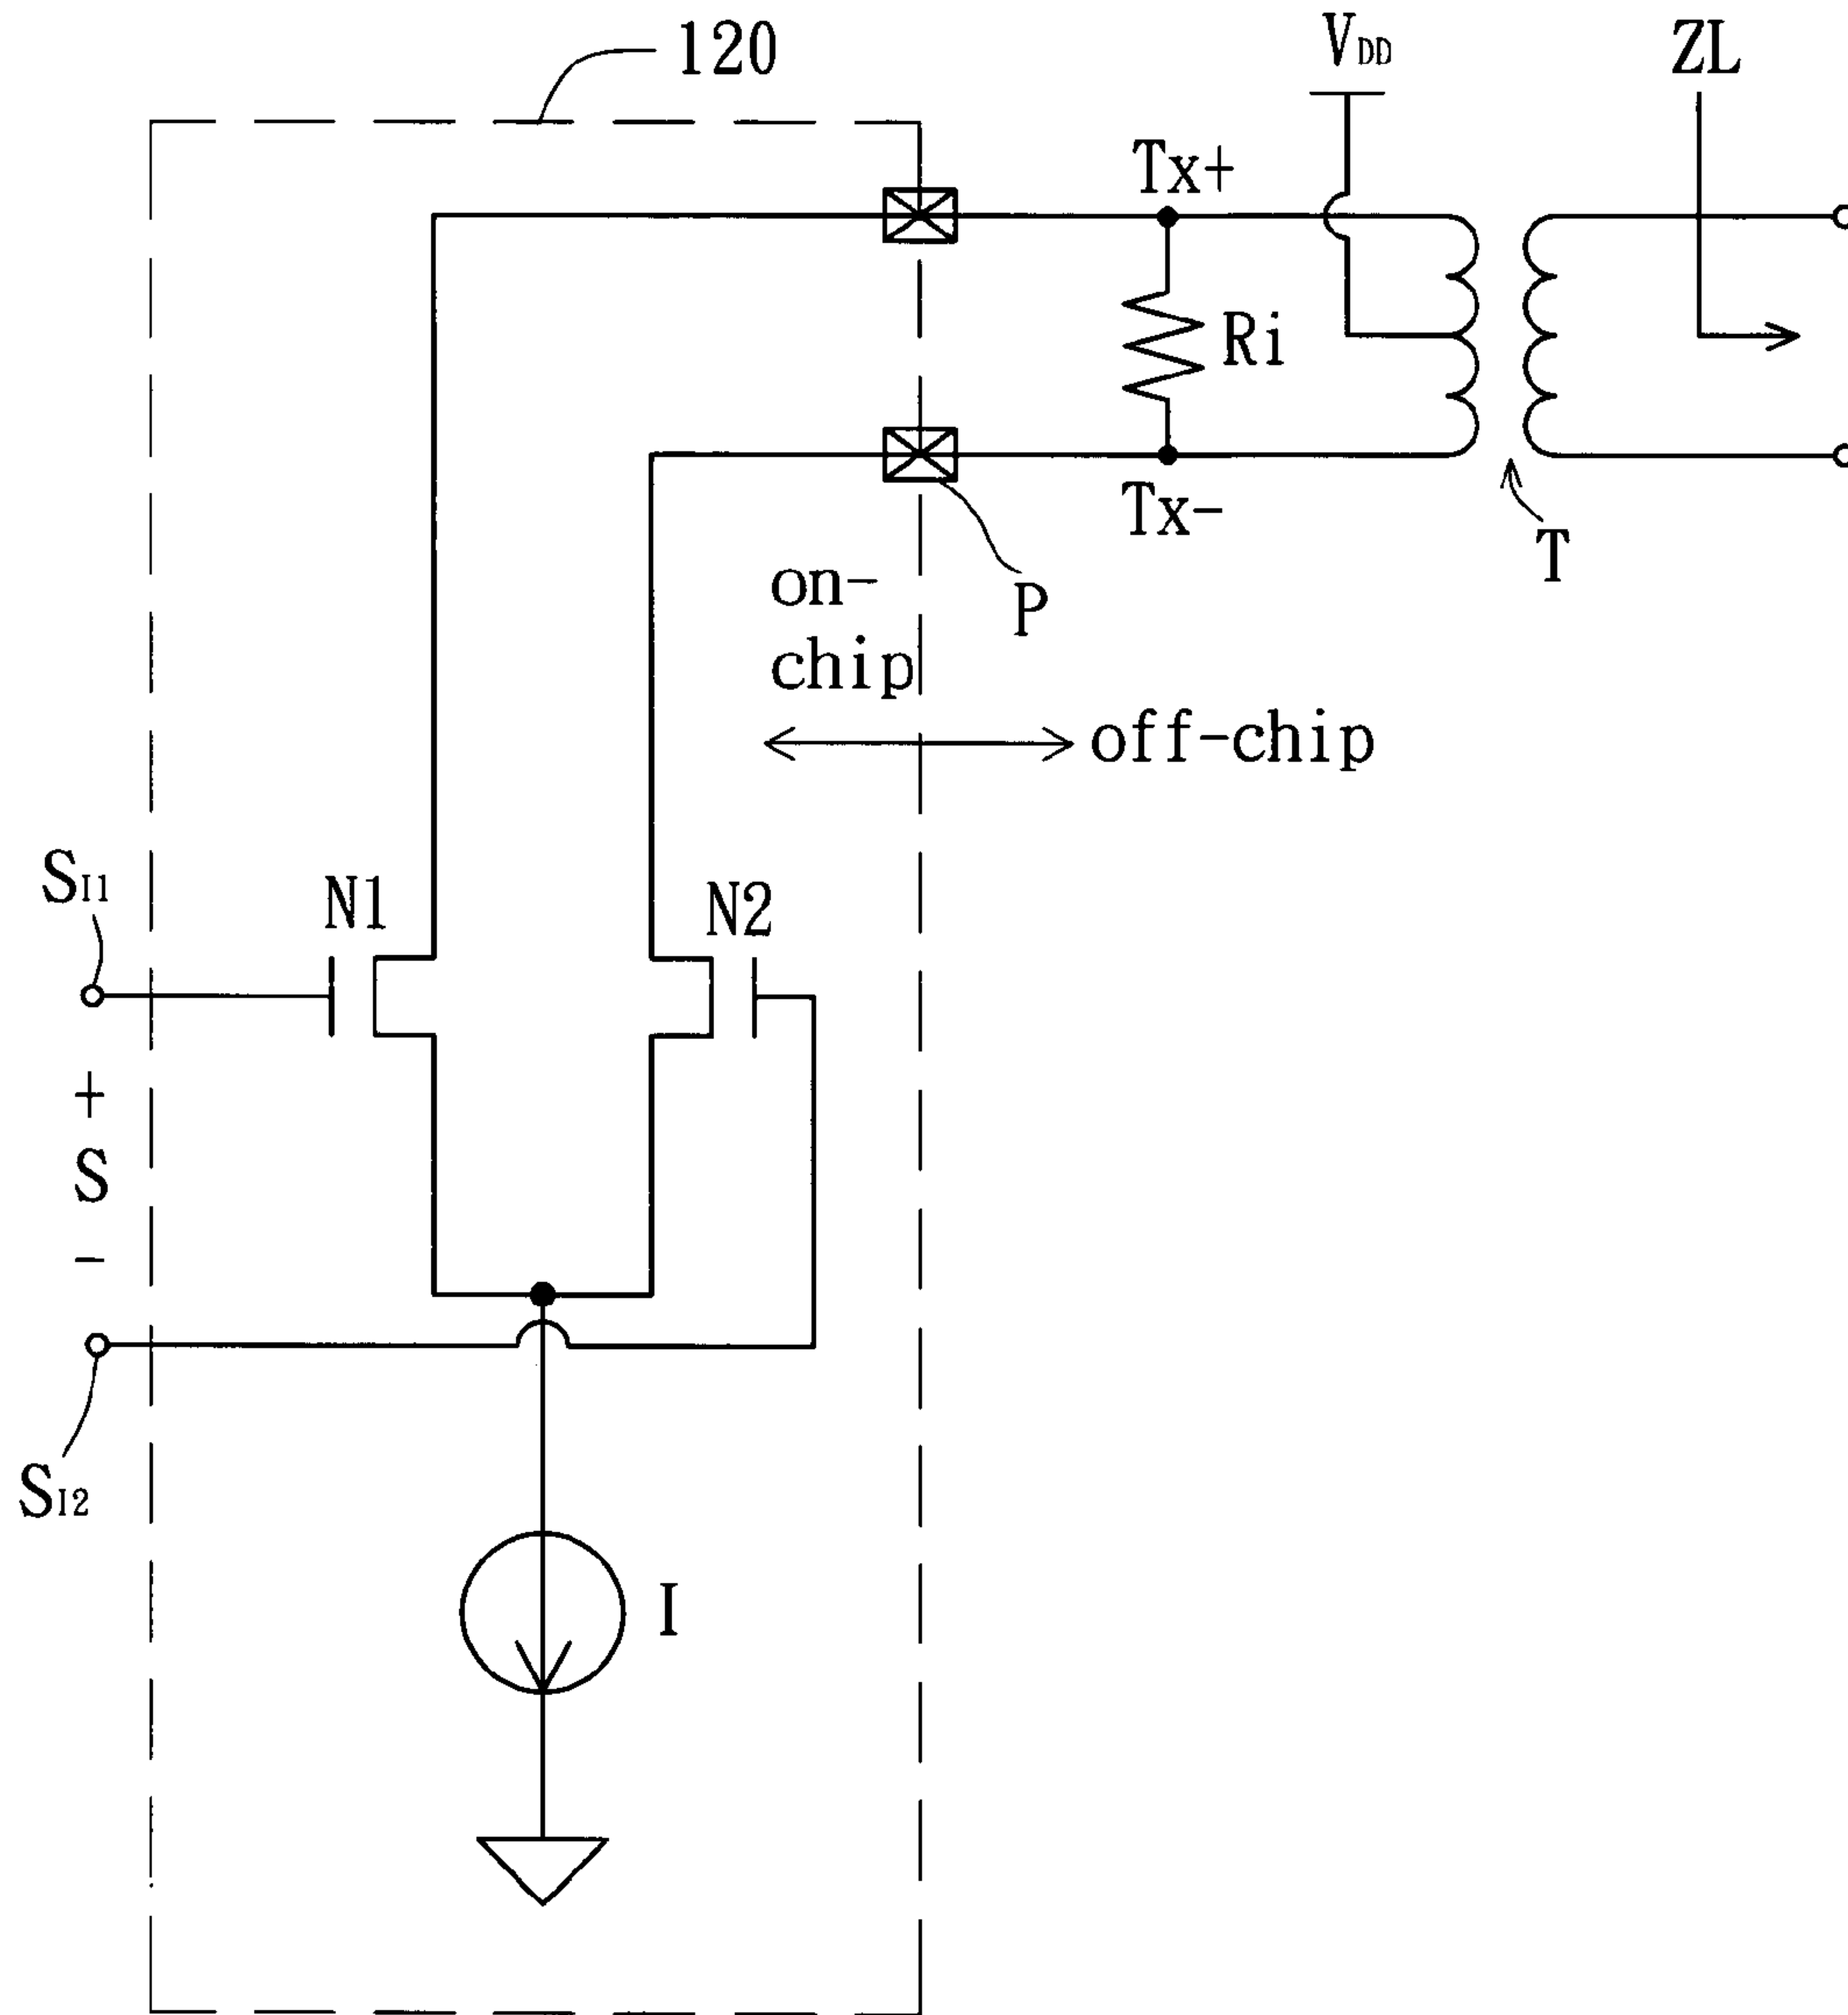 120
VDD
ZL
Tx+
Ri
Tx-
T
P
on-
chip
off-chip
SI1
N1
N2
+
S
-
SI2
I